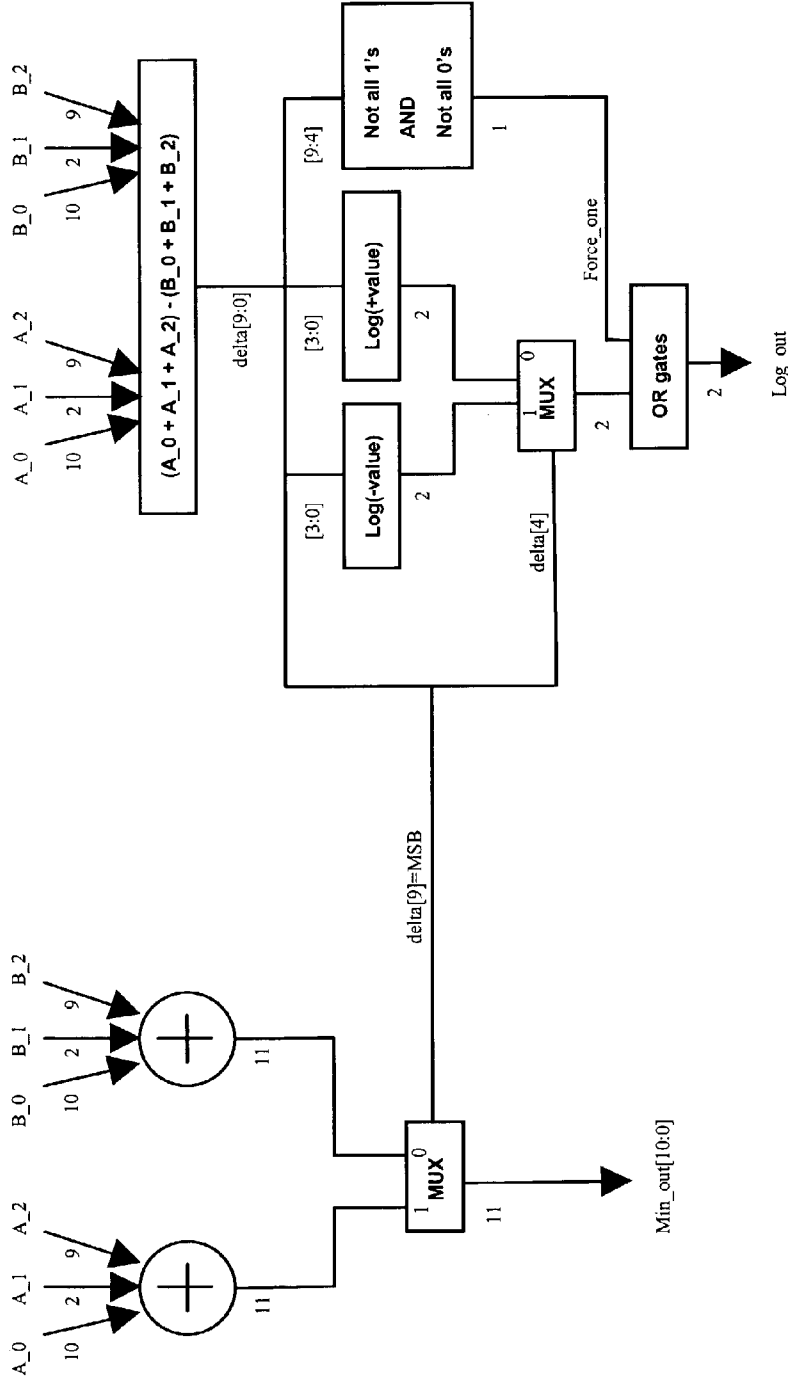 A_0 A_1 A_2 B_0 B_1 B_2
10 2 9 10 2 9
11 11
1 MUX 0
11
Min_out[10:0]
delta[9]=MSB
A_0 A_1 A_2 B_0 B_1 B_2
10 2 9 10 2 9
(A_0 + A_1 + A_2) - (B_0 + B_1 + B_2)
delta[9:0]
[3:0] [3:0] [9:4]
Log(-value) Log(+value)
Not all 1's
AND
Not all 0's
2 2 1
delta[4]
1 MUX 0
Force_one
2
OR gates
2
Log_out